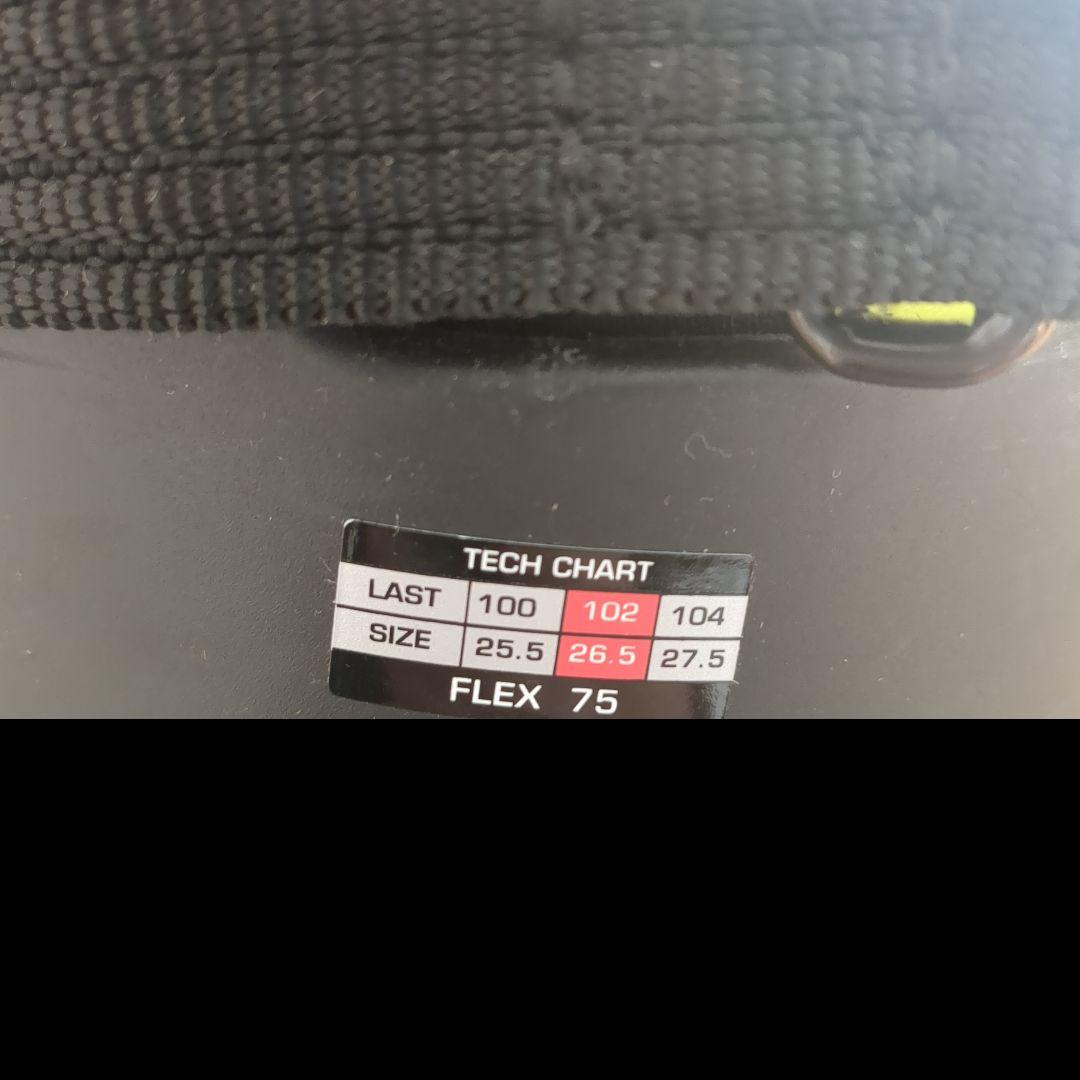 TECH CHART
LAST 100 102 104
SIZE 25.5 26.5 27.5
FLEX 75